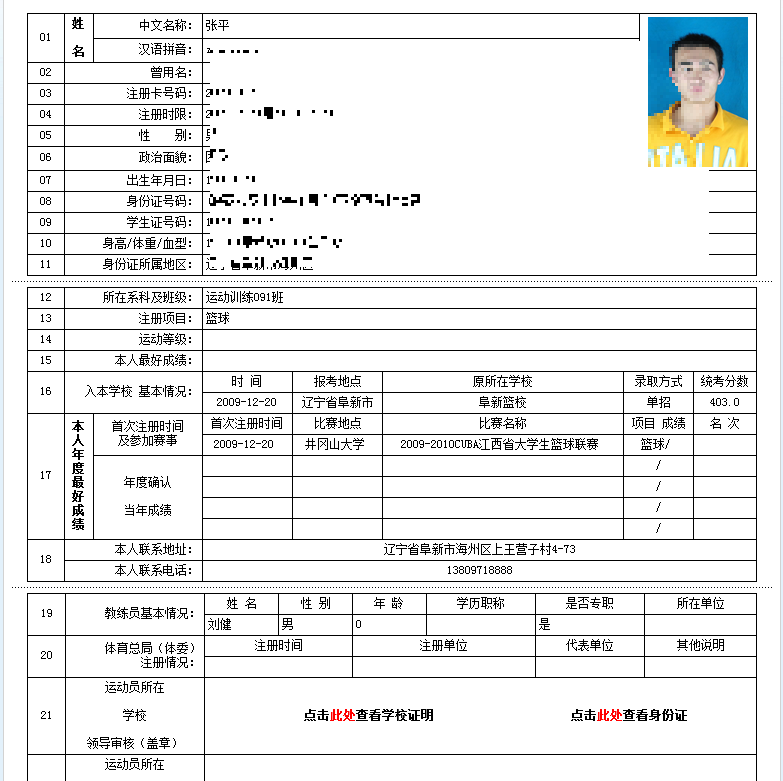 01 姓名 中文名称： 张平
汉语拼音：
02 曾用名：
03 注册卡号码： 2
04 注册时限： 2
05 性 别：
06 政治面貌：
07 出生年月日： 1
08 身份证号码：
09 学生证号码： 1
10 身高/体重/血型： 1
11 身份证所属地区：
12 所在系科及班级： 运动训练091班
13 注册项目： 篮球
14 运动等级：
15 本人最好成绩：
16 入本学校 基本情况： 时 间 报考地点 原所在学校 录取方式 统考分数
2009-12-20 辽宁省阜新市 阜新篮校 单招 403.0
17 本人年度最好成绩 首次注册时间及参加赛事 首次注册时间 比赛地点 比赛名称 项目 成绩 名 次
2009-12-20 井冈山大学 2009-2010CUBA江西省大学生篮球联赛 篮球/
年度确认 /
/
当年成绩 /
/
18 本人联系地址： 辽宁省阜新市海州区上王营子村4-73
本人联系电话： 13809718888
19 教练员基本情况： 姓 名 性 别 年 龄 学历职称 是否专职 所在单位
刘健 男 0 是
20 体育总局（体委） 注册时间 注册单位 代表单位 其他说明
注册情况：
21 运动员所在
学校 点击此处查看学校证明 点击此处查看身份证
领导审核（盖章）
运动员所在